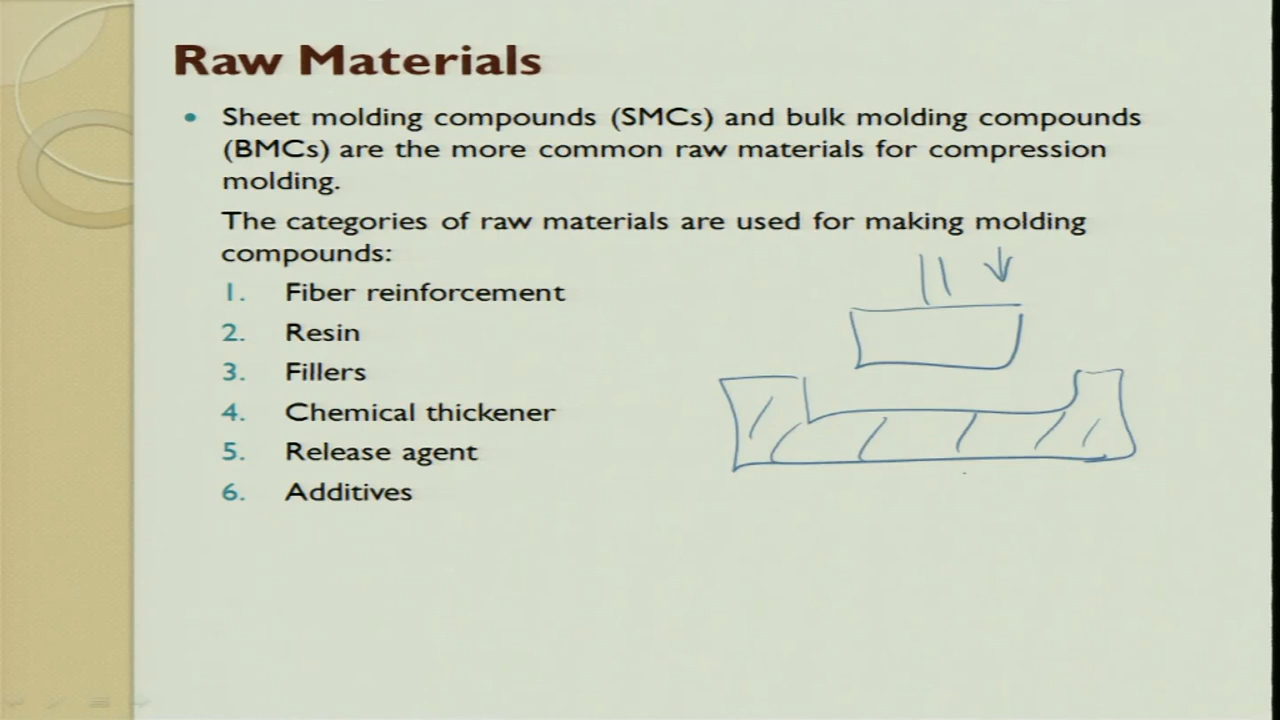 Raw Materials
• Sheet molding compounds (SMCs) and bulk molding compounds
(BMCs) are the more common raw materials for compression
molding.
The categories of raw materials are used for making molding
compounds:
1. Fiber reinforcement
2. Resin
3. Fillers
4. Chemical thickener
5. Release agent
6. Additives